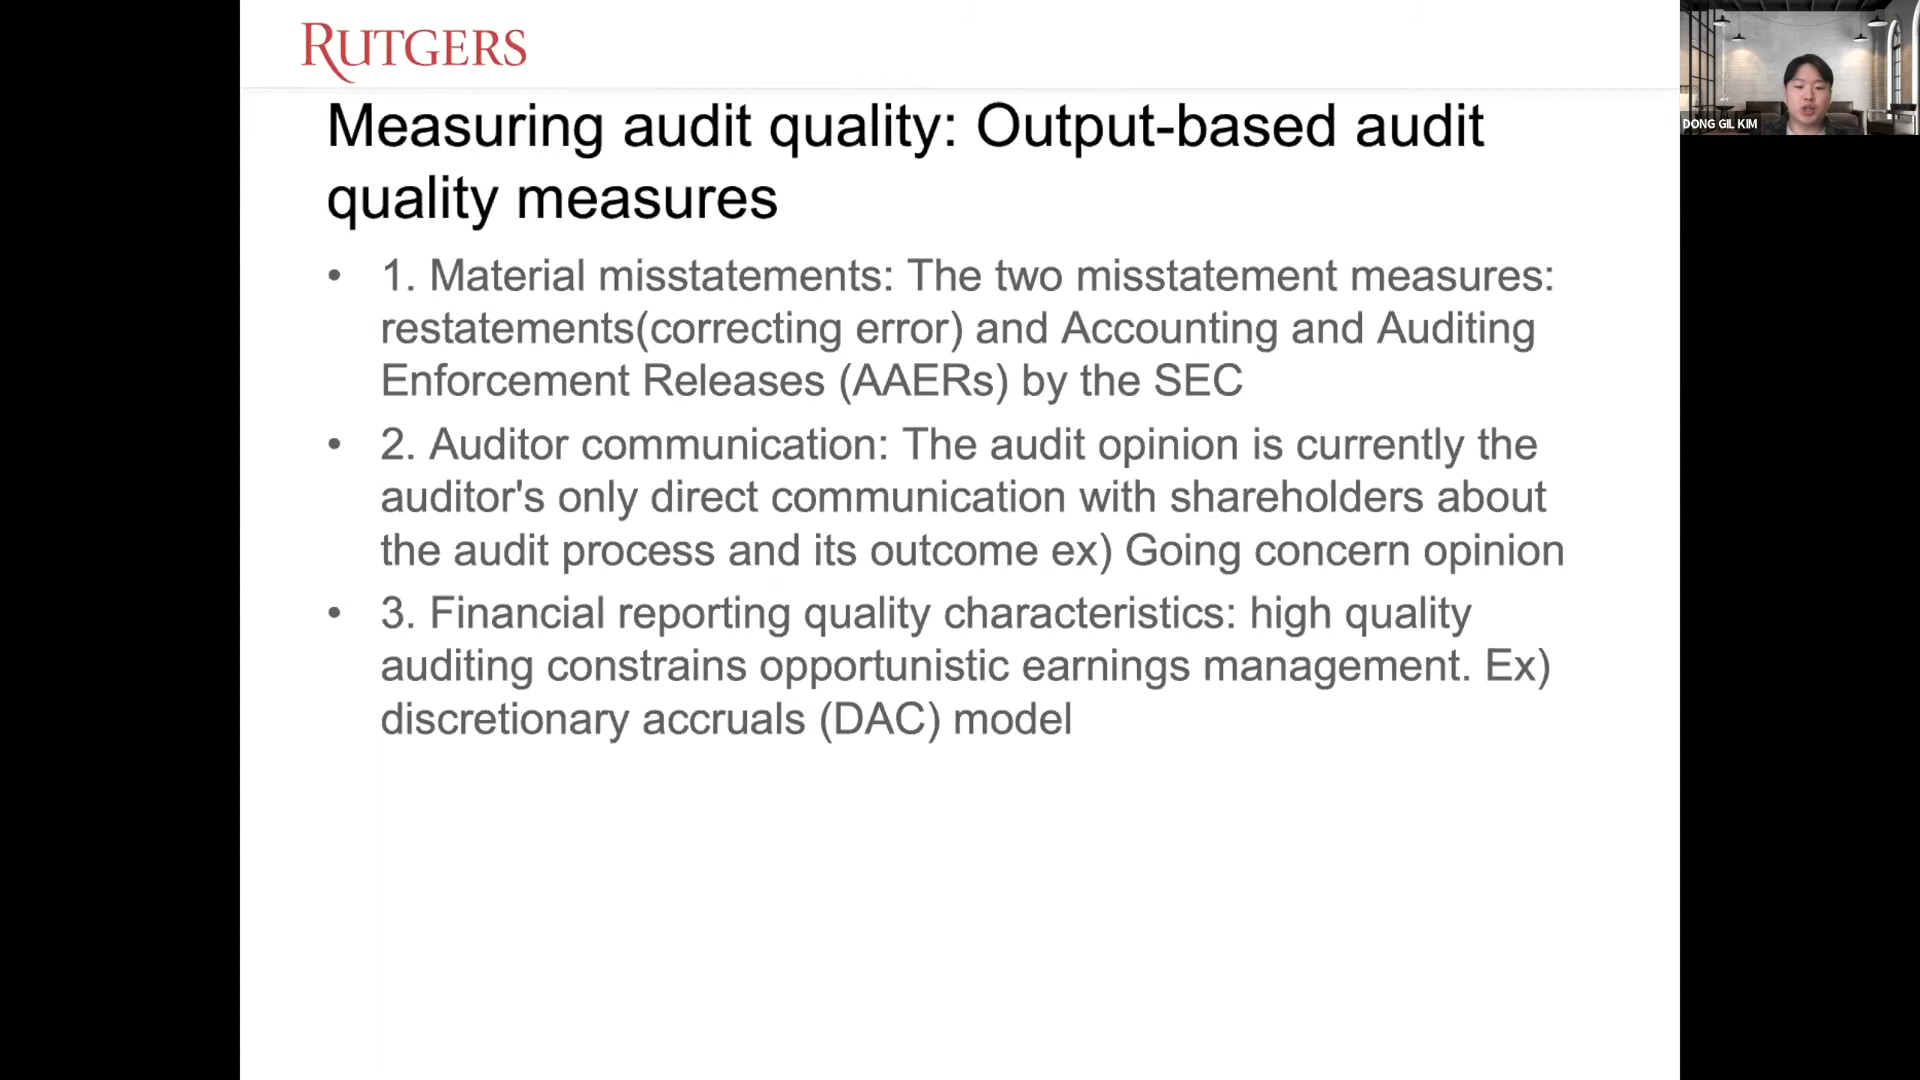 RUTGERS
Measuring audit quality: Output-based audit
quality measures
• 1. Material misstatements: The two misstatement measures:
restatements(correcting error) and Accounting and Auditing
Enforcement Releases (AAERs) by the SEC
• 2. Auditor communication: The audit opinion is currently the
auditor's only direct communication with shareholders about
the audit process and its outcome ex) Going concern opinion
• 3. Financial reporting quality characteristics: high quality
auditing constrains opportunistic earnings management. Ex)
discretionary accruals (DAC) model
DONG GIL KIM